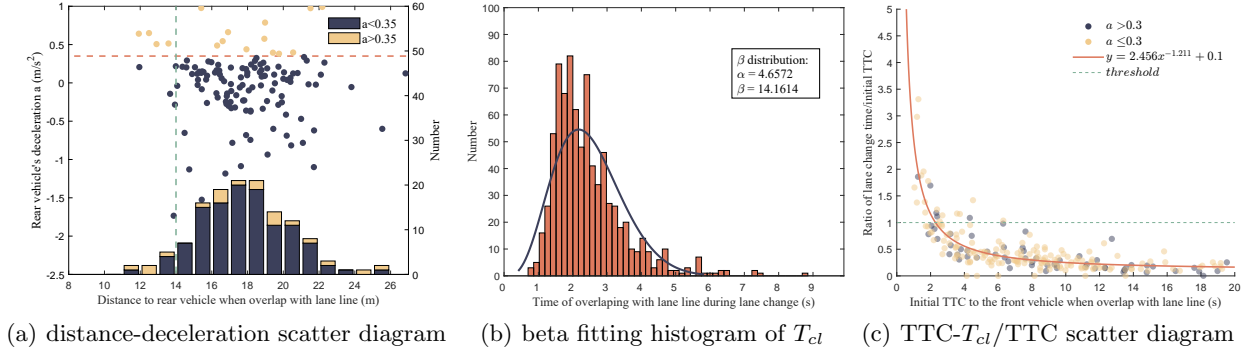 1
0.5
0
-0.5
-1
-1.5
-2
-2.5
Rear vehicle's deceleration a (m/s²)
60
50
40
30
20
10
0
Number
a<0.35
a>0.35
8 10 12 14 16 18 20 22 24 26
Distance to rear vehicle when overlap with lane line (m)
(a) distance-deceleration scatter diagram
100
90
80
70
60
50
40
30
20
10
0
Number
β distribution:
α = 4.6572
β = 14.1614
0 1 2 3 4 5 6 7 8 9
Time of overlaping with lane line during lane change (s)
(b) beta fitting histogram of T_cl
5
4.5
4
3.5
3
2.5
2
1.5
1
0.5
0
Ratio of lane change time/initial TTC
a >0.3
a ≤0.3
y = 2.456x^-1.211 + 0.1
threshold
0 2 4 6 8 10 12 14 16 18 20
Initial TTC to the front vehicle when overlap with lane line (s)
(c) TTC-T_cl/TTC scatter diagram